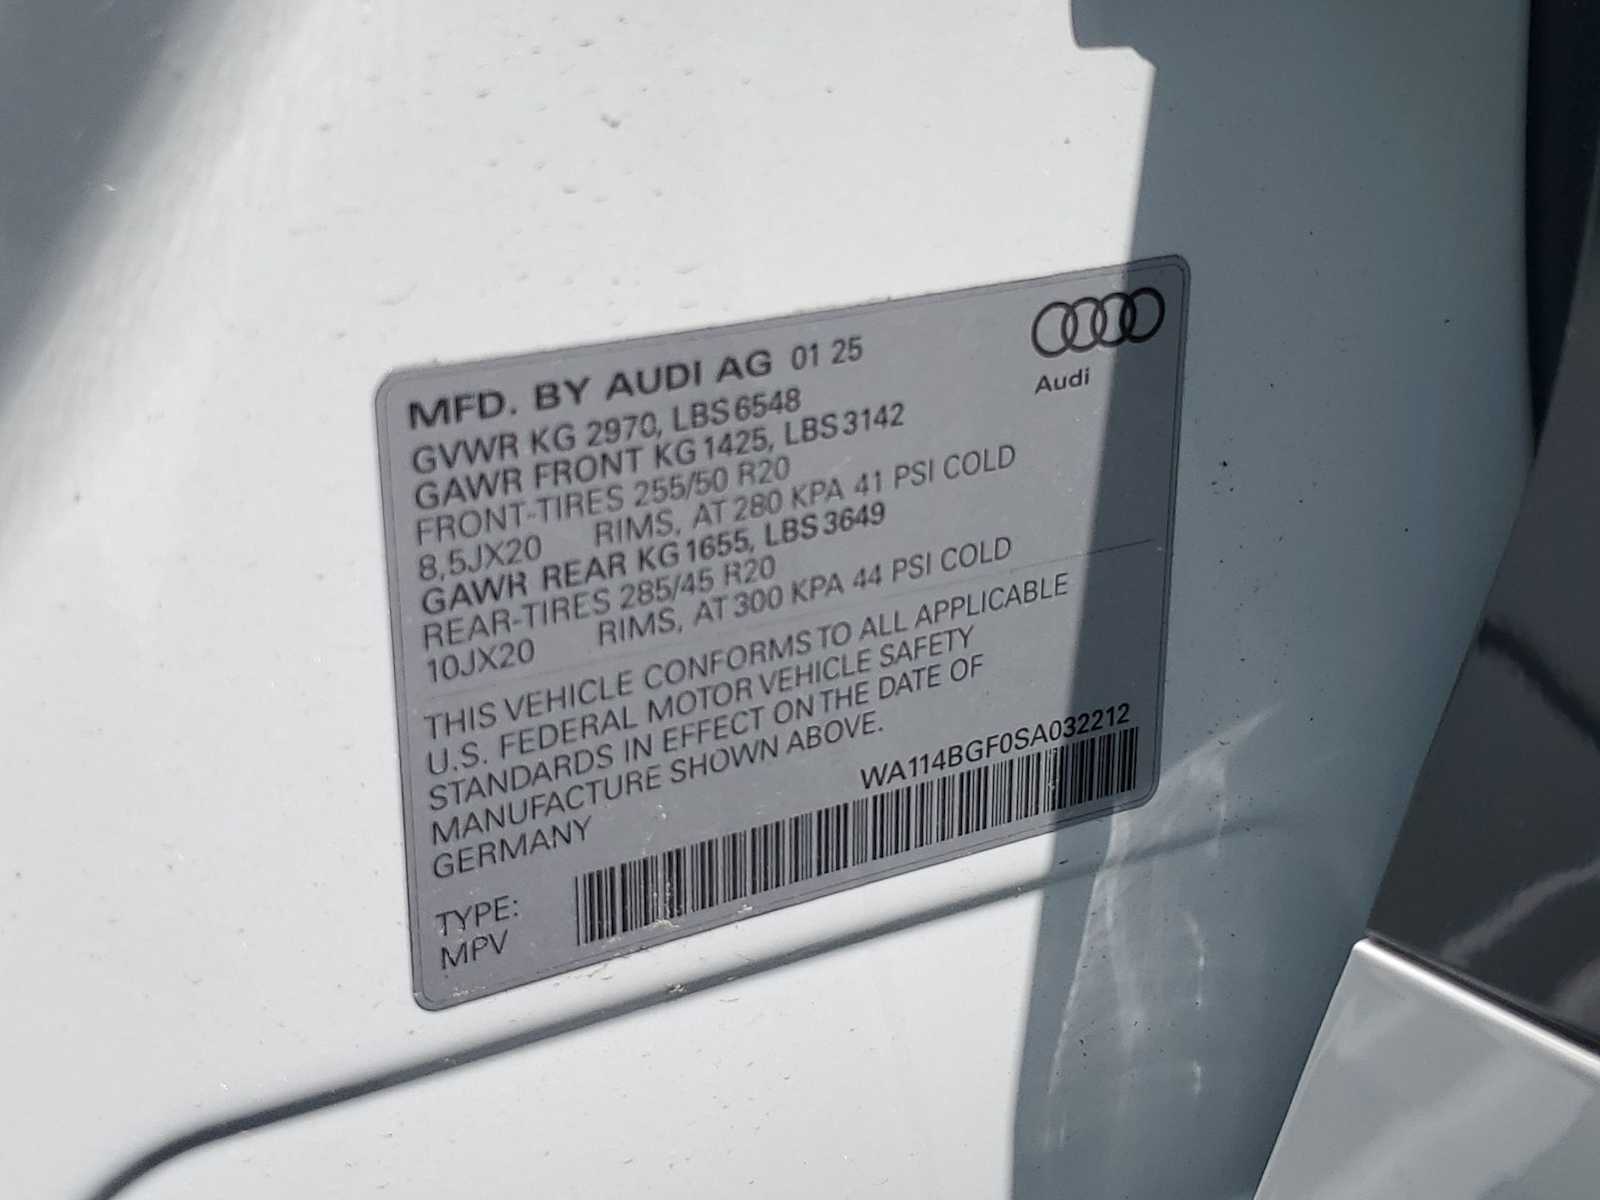 MFD. BY AUDI AG 01 25
Audi
GVWR KG 2970, LBS 6548
GAWR FRONT KG 1425, LBS 3142
FRONT-TIRES 255/50 R20
8,5JX20 RIMS, AT 280 KPA 41 PSI COLD
GAWR REAR KG 1655, LBS 3649
REAR-TIRES 285/45 R20
10JX20 RIMS, AT 300 KPA 44 PSI COLD
THIS VEHICLE CONFORMS TO ALL APPLICABLE
U.S. FEDERAL MOTOR VEHICLE SAFETY
STANDARDS IN EFFECT ON THE DATE OF
MANUFACTURE SHOWN ABOVE.
GERMANY
WA114BGF0SA032212
TYPE:
MPV